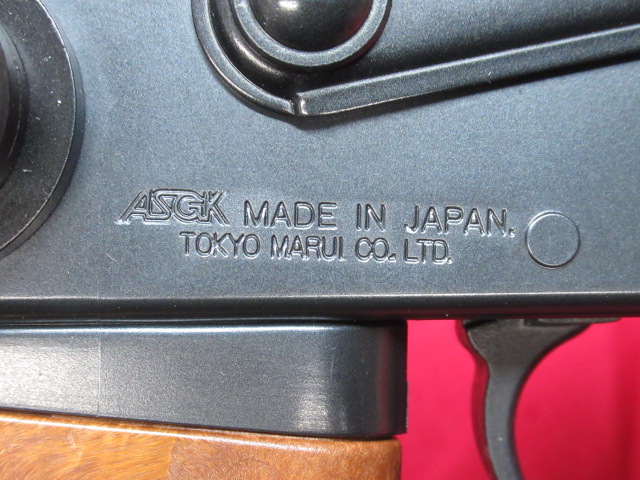 ASGK MADE IN JAPAN.
TOKYO MARUI CO. LTD.